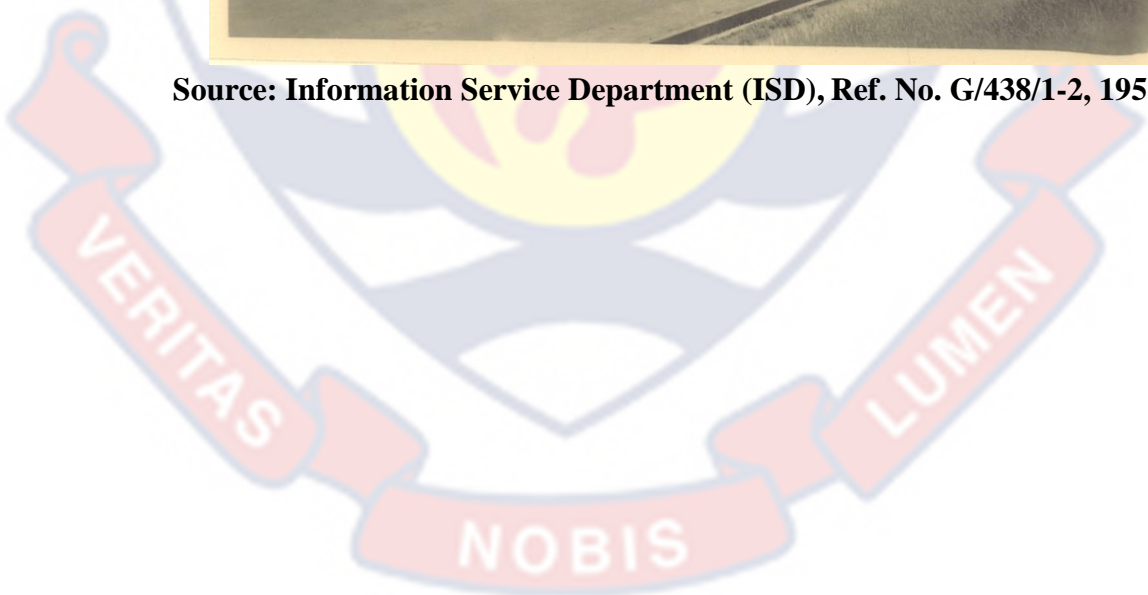 Source: Information Service Department (ISD), Ref. No. G/438/1-2, 195
VERITAS
NOBIS
LUMEN